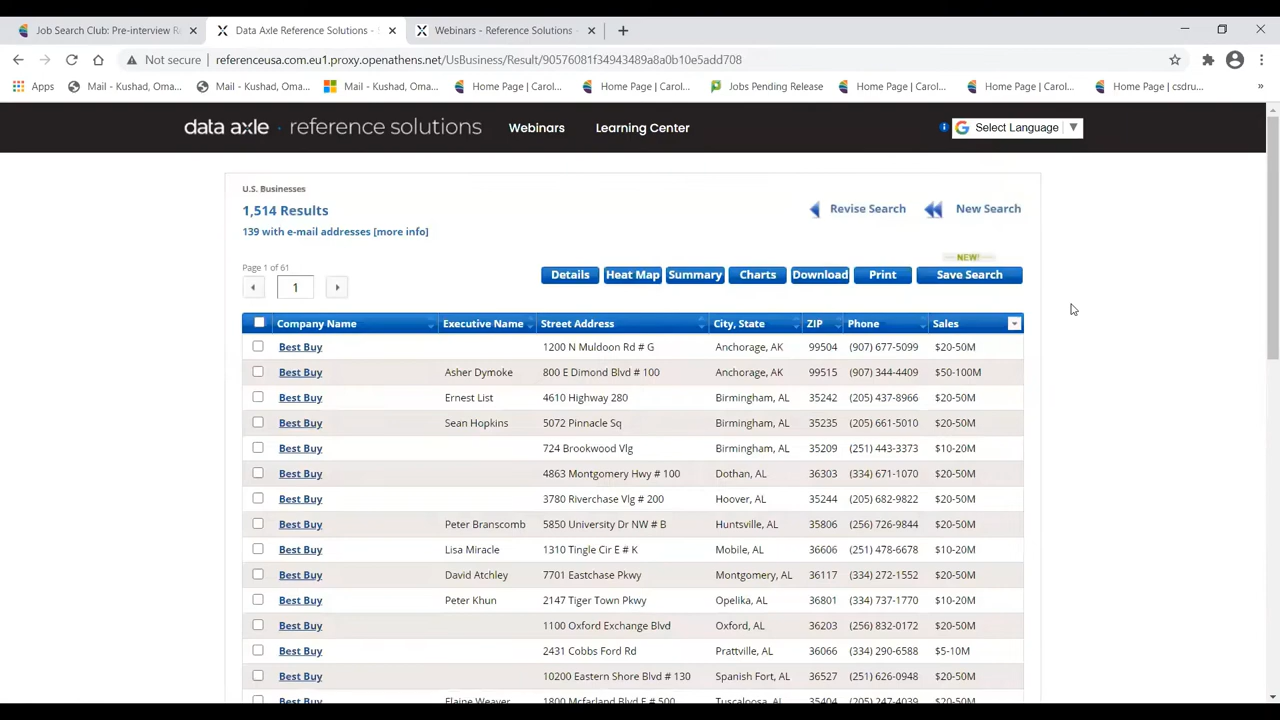 Job Search Club: Pre-interview R
Data Axle Reference Solutions -
Webinars - Reference Solutions -
Not secure
referenceusa.com.eu1.proxy.openathens.net/UsBusiness/Result/90576081f34943489a8a0b10e5add708
Apps
Mail - Kushad, Oma...
Mail - Kushad, Oma...
Mail - Kushad, Oma...
Home Page | Carol...
Home Page | Carol...
Jobs Pending Release
Home Page | Carol...
Home Page | Carol...
Home Page | csdru...
data axle reference solutions
Webinars
Learning Center
Select Language
U.S. Businesses
1,514 Results
139 with e-mail addresses [more info]
Revise Search
New Search
Page 1 of 61
1
Details
Heat Map
Summary
Charts
Download
Print
NEW!
Save Search
Company Name Executive Name Street Address City, State ZIP Phone Sales
Best Buy 1200 N Muldoon Rd # G Anchorage, AK 99504 (907) 677-5099 $20-50M
Best Buy Asher Dymoke 800 E Dimond Blvd # 100 Anchorage, AK 99515 (907) 344-4409 $50-100M
Best Buy Ernest List 4610 Highway 280 Birmingham, AL 35242 (205) 437-8966 $20-50M
Best Buy Sean Hopkins 5072 Pinnacle Sq Birmingham, AL 35235 (205) 661-5010 $20-50M
Best Buy 724 Brookwood Vlg Birmingham, AL 35209 (251) 443-3373 $10-20M
Best Buy 4863 Montgomery Hwy # 100 Dothan, AL 36303 (334) 671-1070 $20-50M
Best Buy 3780 Riverchase Vlg # 200 Hoover, AL 35244 (205) 682-9822 $20-50M
Best Buy Peter Branscomb 5850 University Dr NW # B Huntsville, AL 35806 (256) 726-9844 $20-50M
Best Buy Lisa Miracle 1310 Tingle Cir E # K Mobile, AL 36606 (251) 478-6678 $10-20M
Best Buy David Atchley 7701 Eastchase Pkwy Montgomery, AL 36117 (334) 272-1552 $20-50M
Best Buy Peter Khun 2147 Tiger Town Pkwy Opelika, AL 36801 (334) 737-1770 $10-20M
Best Buy 1100 Oxford Exchange Blvd Oxford, AL 36203 (256) 832-0172 $20-50M
Best Buy 2431 Cobbs Ford Rd Prattville, AL 36066 (334) 290-6588 $5-10M
Best Buy 10200 Eastern Shore Blvd # 130 Spanish Fort, AL 36527 (251) 626-0948 $20-50M
Best Buy Elaine Weaver 1800 Mcfarland Blvd E # 500 Tuscaloosa, AL 35404 (205) 247-4039 $20-50M